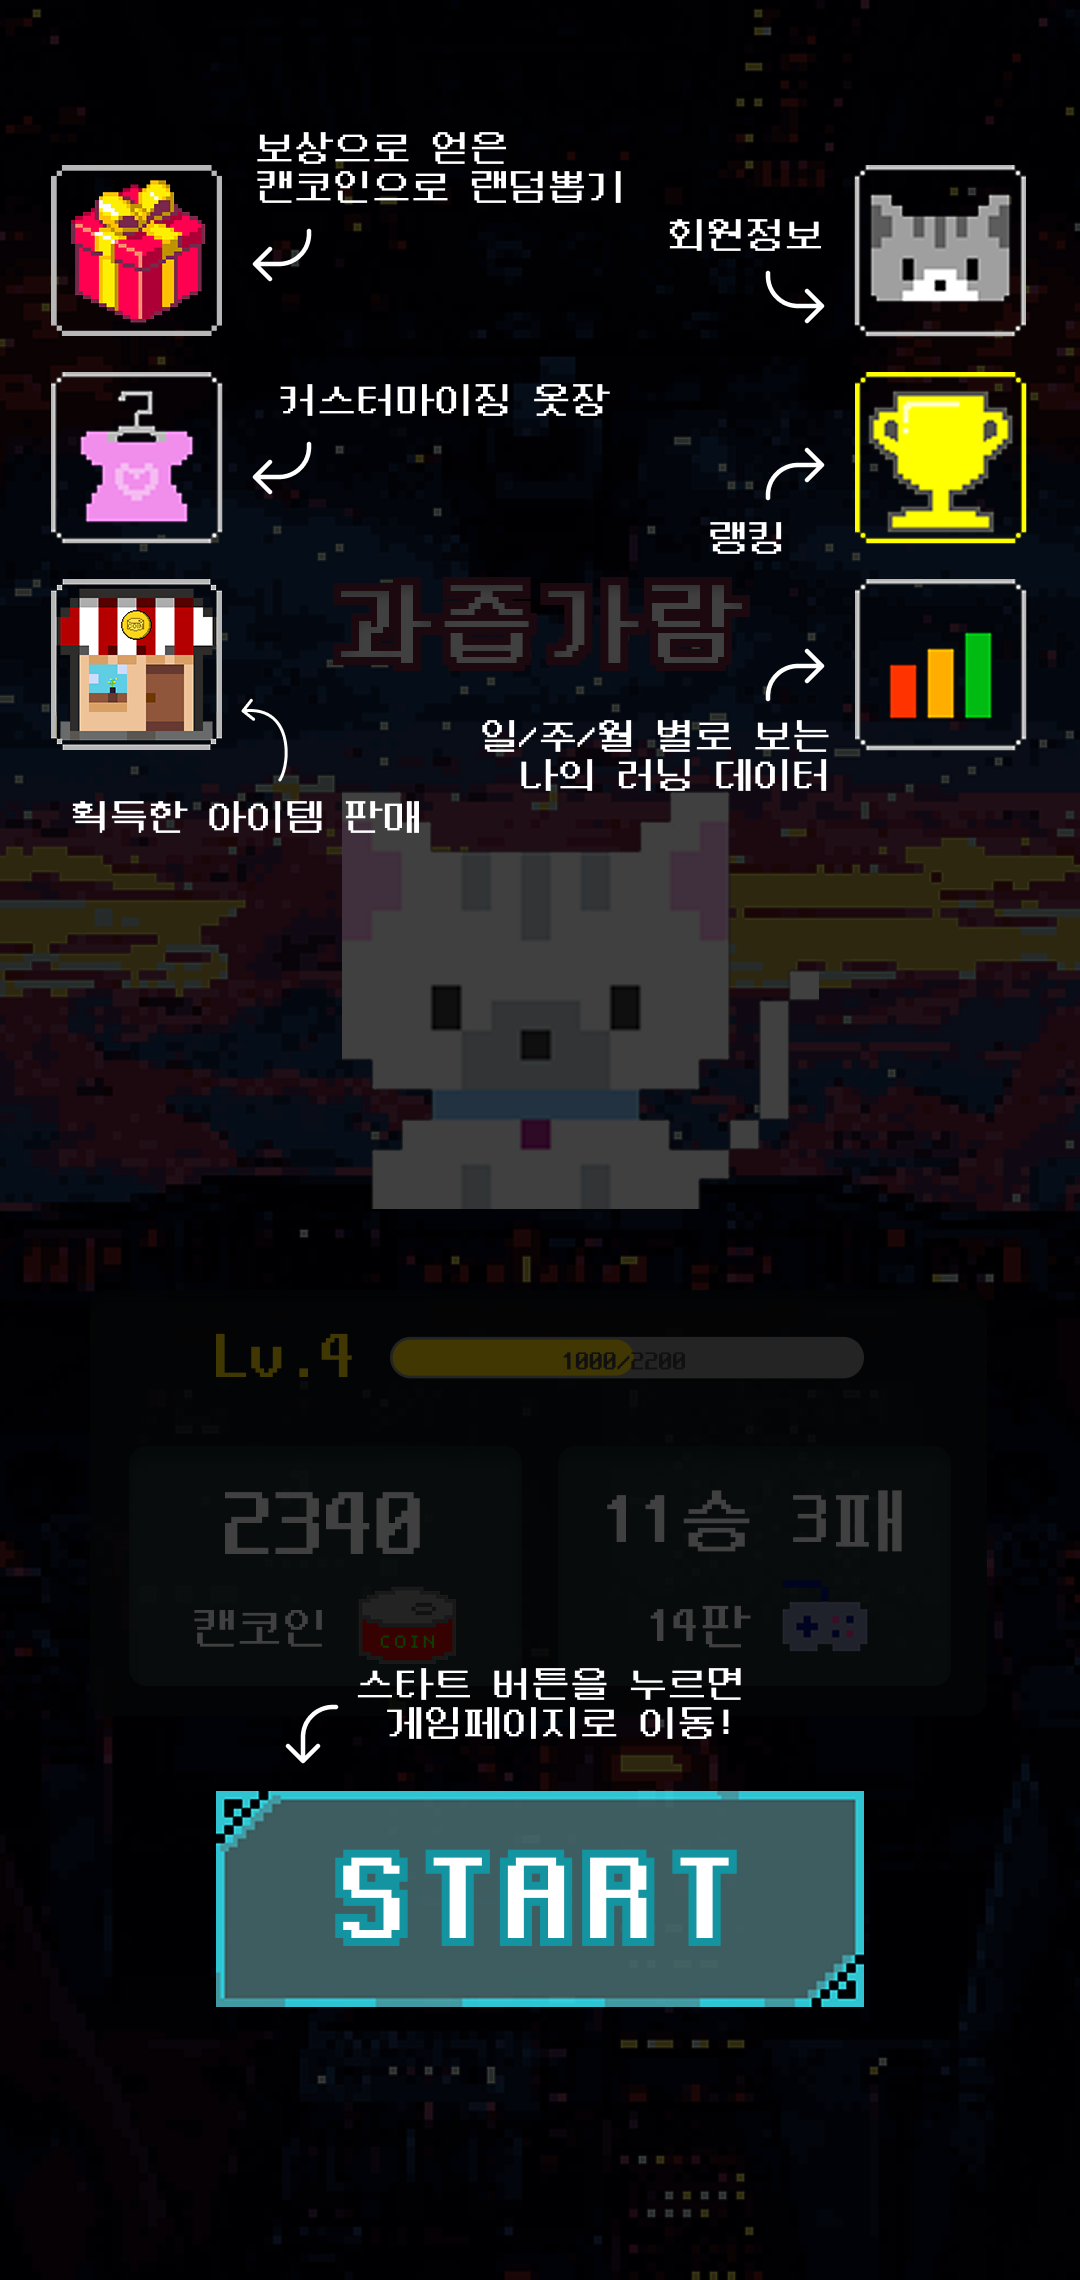 보상으로 얻은
캔코인으로 랜덤뽑기
회원정보
커스터마이징 옷장
랭킹
과즙가람
일/주/월 별로 보는
나의 러닝 데이터
획득한 아이템 판매
Lv.4
1000/2200
2340
11승 3패
캔코인
COIN
14판
스타트 버튼을 누르면
게임페이지로 이동!
START